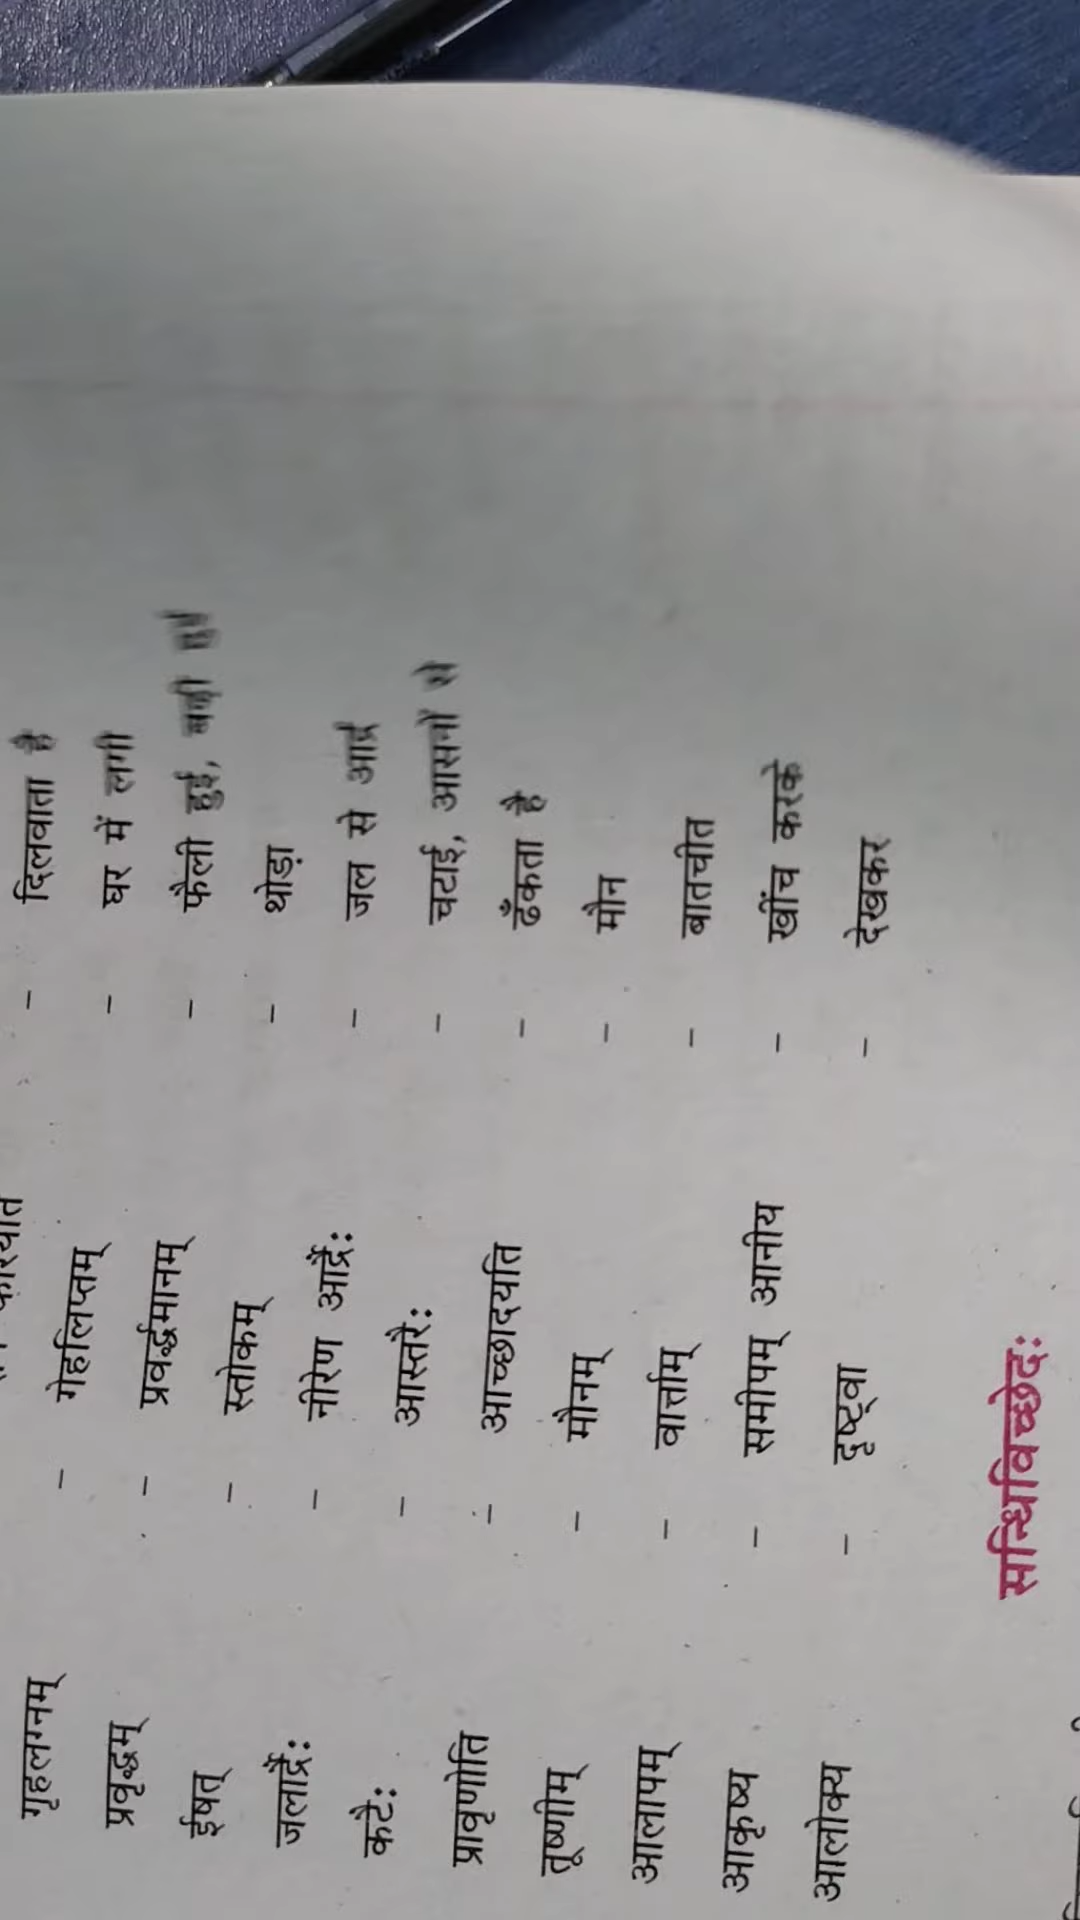 दिलवाता है
गृहलग्नम् - गेहलिप्तम् - घर में लगी
प्रवृद्धम् - प्रवर्द्धमानम् - फैली हुई, बढ़ी हुई
ईषत् - स्तोकम् - थोड़ा
जलार्द्रैः - नीरेण आर्द्रैः - जल से आर्द्र
कटैः - आस्तरैः - चटाई, आसनों से
प्रावृणोति - आच्छादयति - ढँकता है
तूष्णीम् - मौनम् - मौन
आलापम् - वार्त्ताम् - बातचीत
आकृष्य - समीपम् आनीय - खींच करके
आलोक्य - दृष्ट्वा - देखकर
सन्धिविच्छेदः